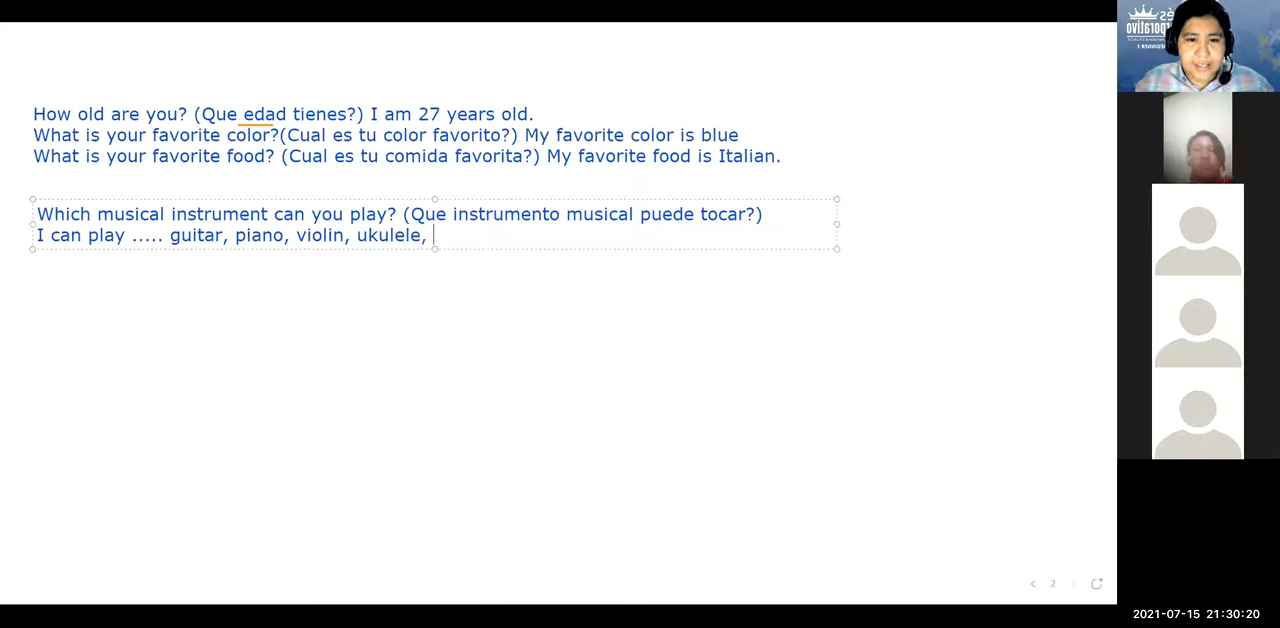 How old are you? (Que edad tienes?) I am 27 years old.
What is your favorite color?(Cual es tu color favorito?) My favorite color is blue
What is your favorite food? (Cual es tu comida favorita?) My favorite food is Italian.
Which musical instrument can you play? (Que instrumento musical puede tocar?)
I can play ..... guitar, piano, violin, ukulele,
2
2021-07-15 21:30:20